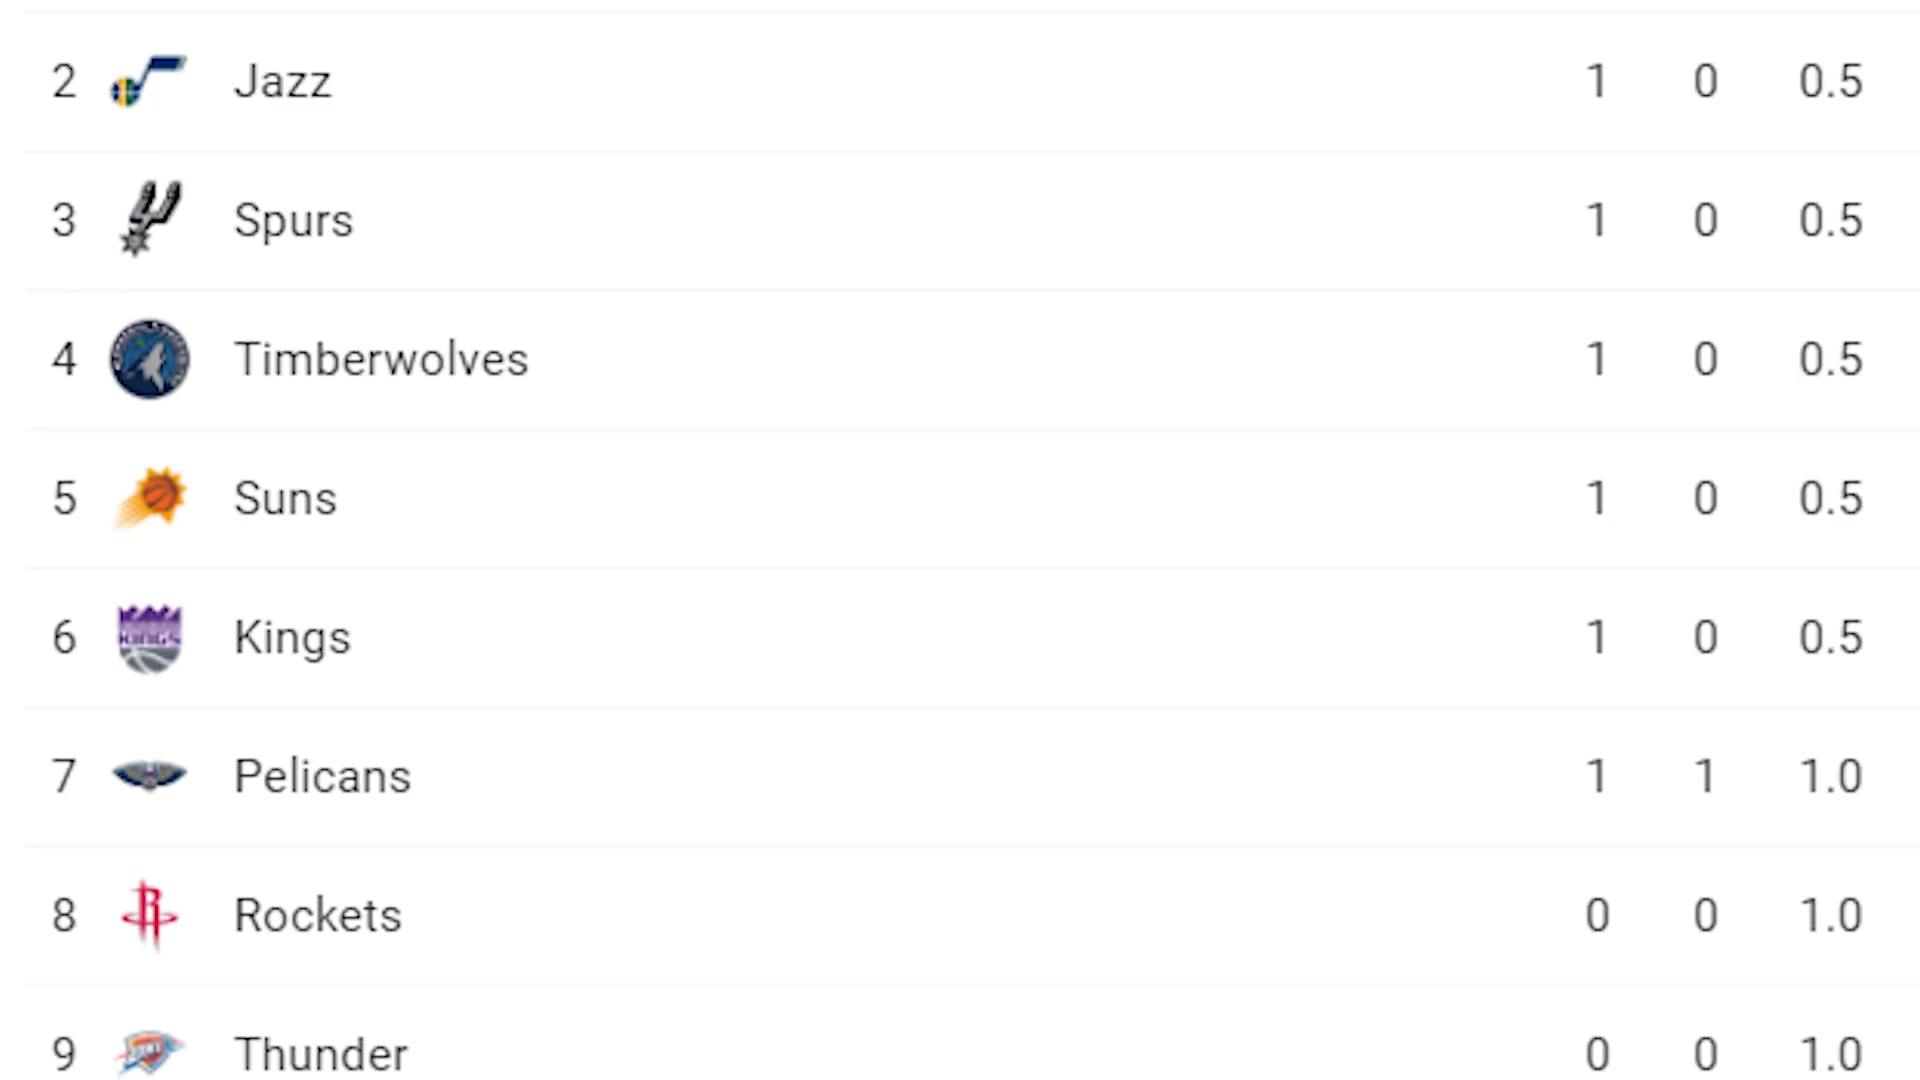 2 Jazz 1 0 0.5
3 Spurs 1 0 0.5
4 Timberwolves 1 0 0.5
5 Suns 1 0 0.5
6 KINGS Kings 1 0 0.5
7 Pelicans 1 1 1.0
8 Rockets 0 0 1.0
9 Thunder 0 0 1.0